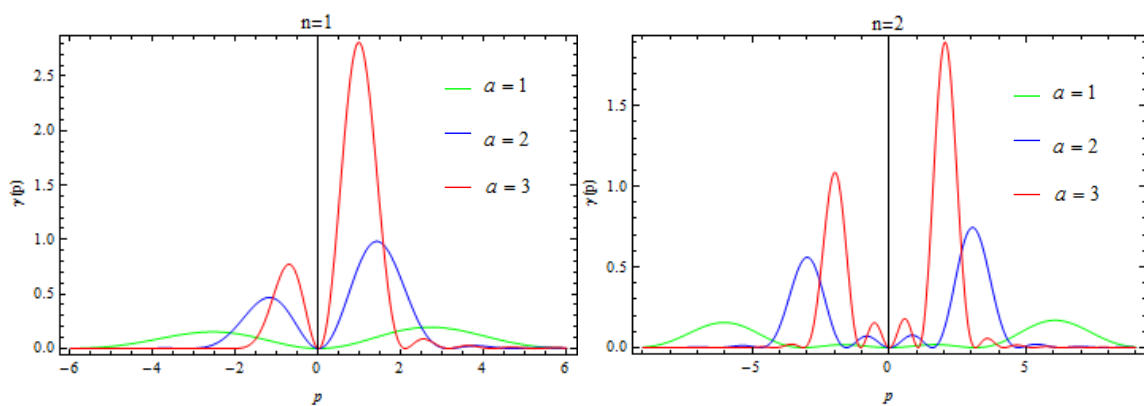 n=1
2.5
2.0
1.5
1.0
0.5
0.0
γ(p)
a = 1
a = 2
a = 3
−6 −4 −2 0 2 4 6
p
n=2
1.5
1.0
0.5
0.0
γ(p)
a = 1
a = 2
a = 3
−5 0 5
p